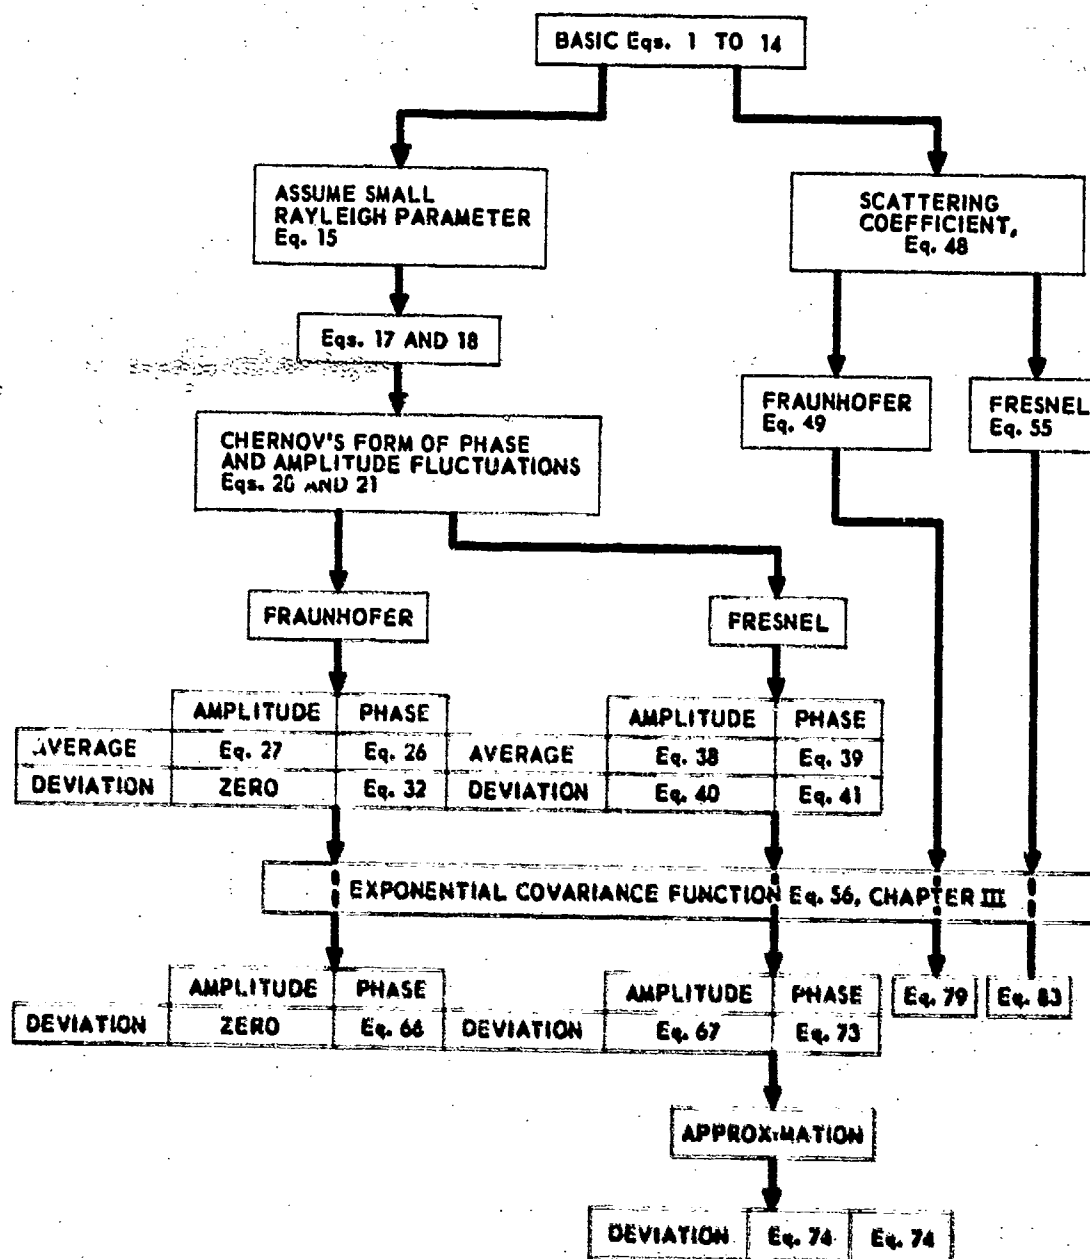 BASIC Eqs. 1 TO 14
ASSUME SMALL
RAYLEIGH PARAMETER
Eq. 15
SCATTERING
COEFFICIENT,
Eq. 48
Eqs. 17 AND 18
FRAUNHOFER
Eq. 49
FRESNEL
Eq. 55
CHERNOV'S FORM OF PHASE
AND AMPLITUDE FLUCTUATIONS
Eqs. 20 AND 21
FRAUNHOFER
FRESNEL
AMPLITUDE PHASE AMPLITUDE PHASE
AVERAGE Eq. 27 Eq. 26 AVERAGE Eq. 38 Eq. 39
DEVIATION ZERO Eq. 32 DEVIATION Eq. 40 Eq. 41
EXPONENTIAL COVARIANCE FUNCTION Eq. 56, CHAPTER III
AMPLITUDE PHASE AMPLITUDE PHASE Eq. 79 Eq. 83
DEVIATION ZERO Eq. 66 DEVIATION Eq. 67 Eq. 73
APPROXIMATION
DEVIATION Eq. 74 Eq. 74